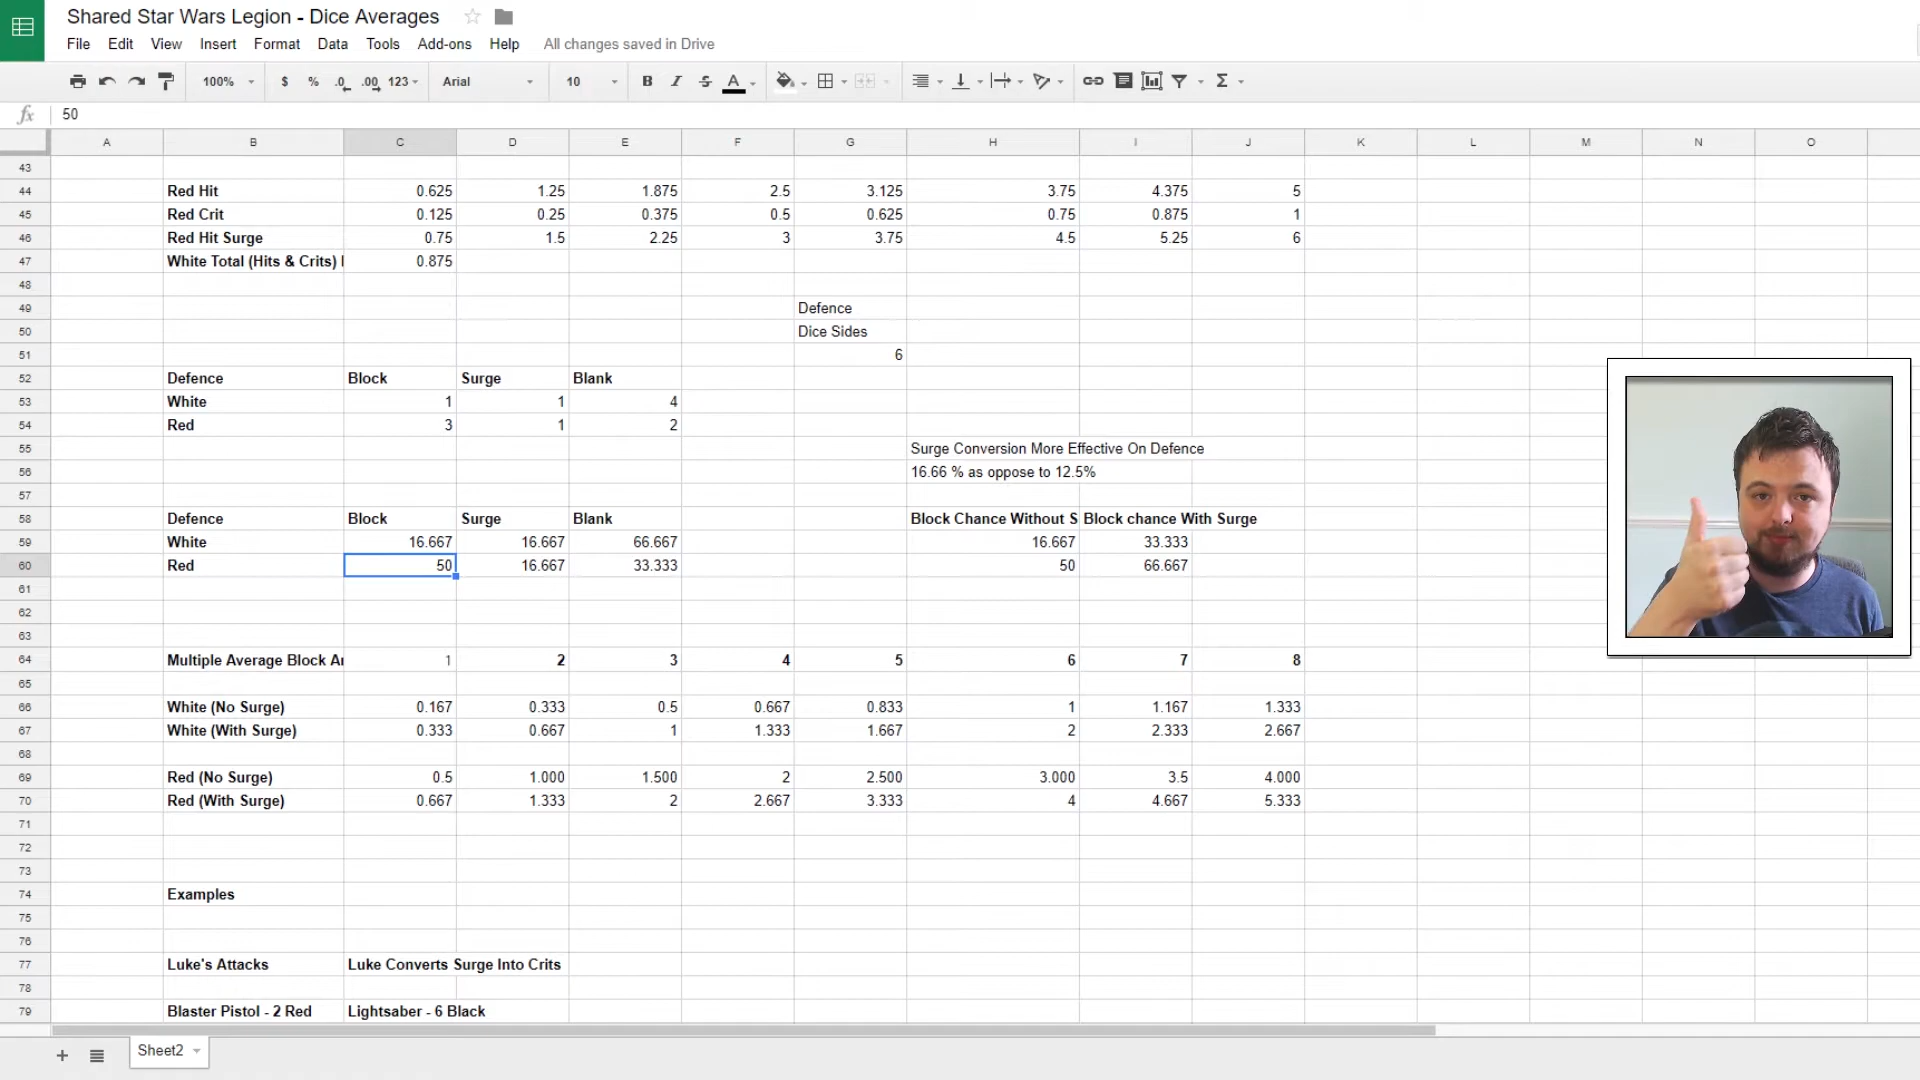 Shared Star Wars Legion - Dice Averages
File Edit View Insert Format Data Tools Add-ons Help All changes saved in Drive
100% $ % .0 .00 123 Arial 10 B I S A Σ
fx 50
A B C D E F G H I J K L M N O
43
44 Red Hit 0.625 1.25 1.875 2.5 3.125 3.75 4.375 5
45 Red Crit 0.125 0.25 0.375 0.5 0.625 0.75 0.875 1
46 Red Hit Surge 0.75 1.5 2.25 3 3.75 4.5 5.25 6
47 White Total (Hits & Crits) 0.875
48
49 Defence
50 Dice Sides
51 6
52 Defence Block Surge Blank
53 White 1 1 4
54 Red 3 1 2
55 Surge Conversion More Effective On Defence
56 16.66 % as oppose to 12.5%
57
58 Defence Block Surge Blank Block Chance Without S Block chance With Surge
59 White 16.667 16.667 66.667 16.667 33.333
60 Red 50 16.667 33.333 50 66.667
61
62
63
64 Multiple Average Block Ar 1 2 3 4 5 6 7 8
65
66 White (No Surge) 0.167 0.333 0.5 0.667 0.833 1 1.167 1.333
67 White (With Surge) 0.333 0.667 1 1.333 1.667 2 2.333 2.667
68
69 Red (No Surge) 0.5 1.000 1.500 2 2.500 3.000 3.5 4.000
70 Red (With Surge) 0.667 1.333 2 2.667 3.333 4 4.667 5.333
71
72
73
74 Examples
75
76
77 Luke's Attacks Luke Converts Surge Into Crits
78
79 Blaster Pistol - 2 Red Lightsaber - 6 Black
+ Sheet2